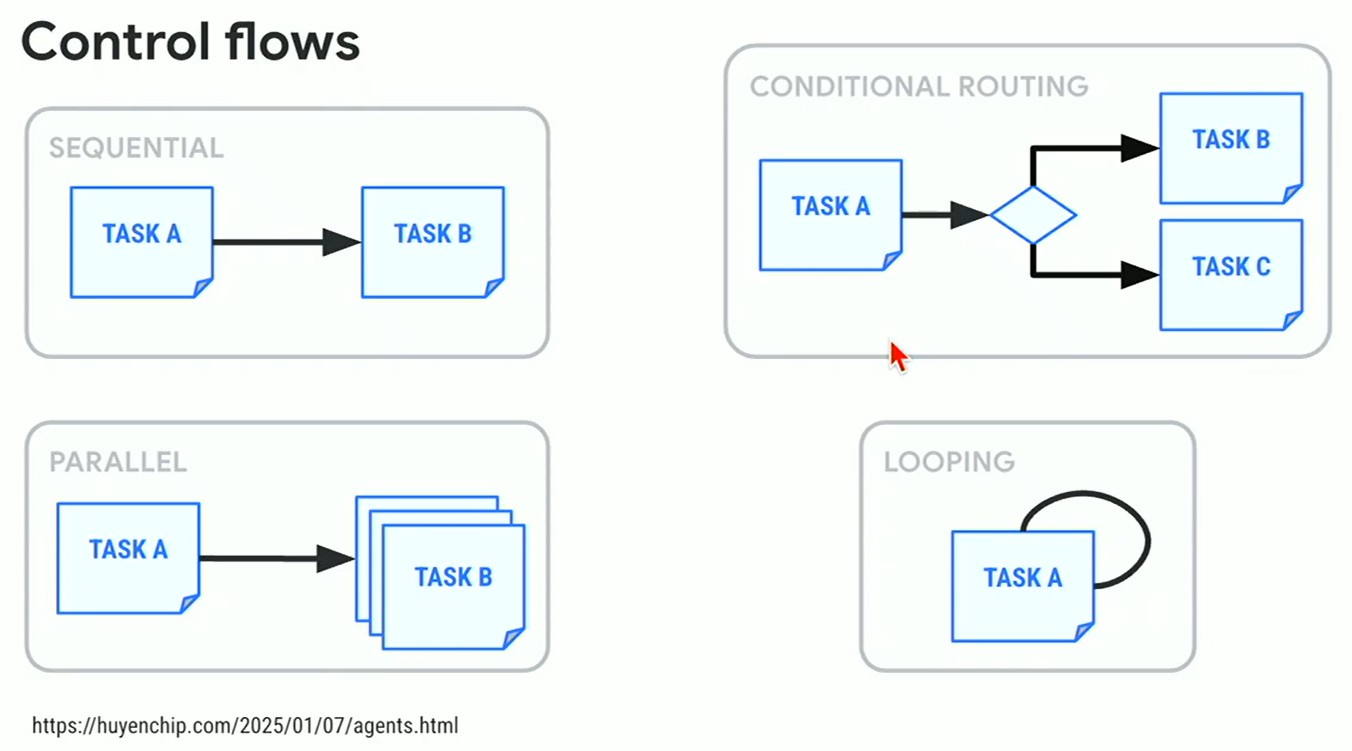 Control flows
SEQUENTIAL
TASK A
TASK B
CONDITIONAL ROUTING
TASK A
TASK B
TASK C
PARALLEL
TASK A
TASK B
LOOPING
TASK A
https://huyenchip.com/2025/01/07/agents.html